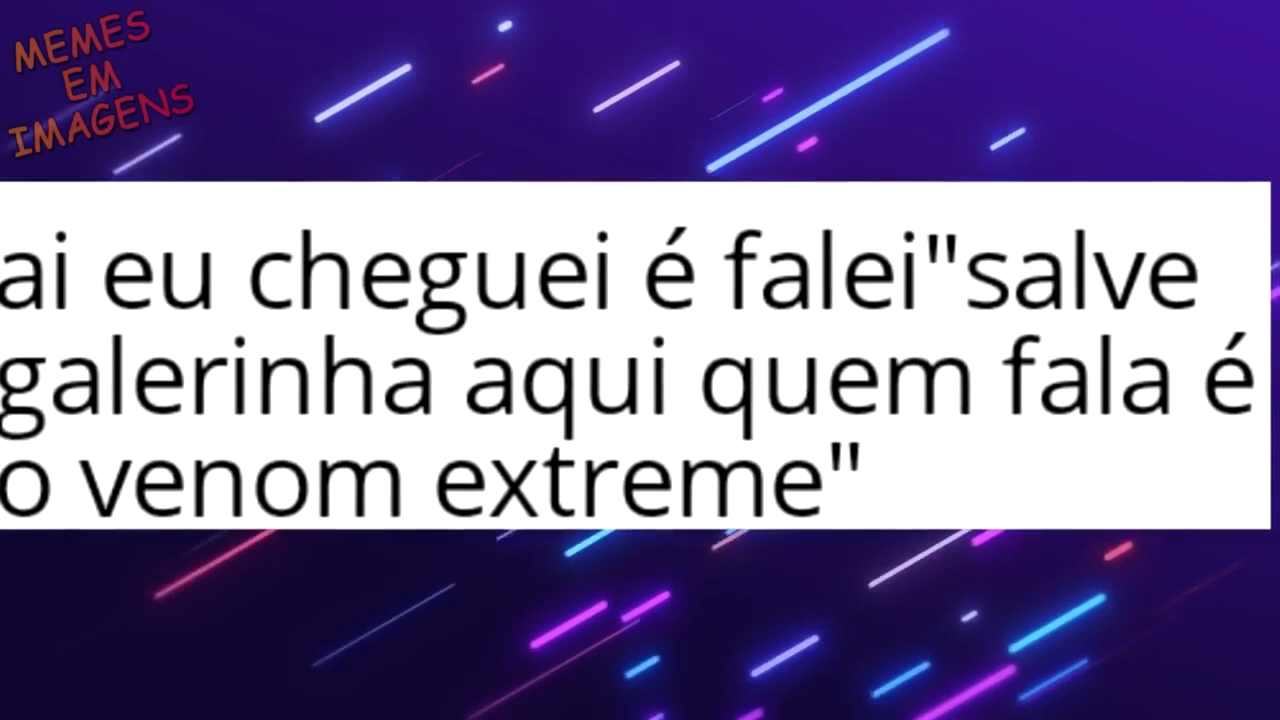 MEMES
EM
IMAGENS
ai eu cheguei é falei"salve
galerinha aqui quem fala é
o venom extreme"